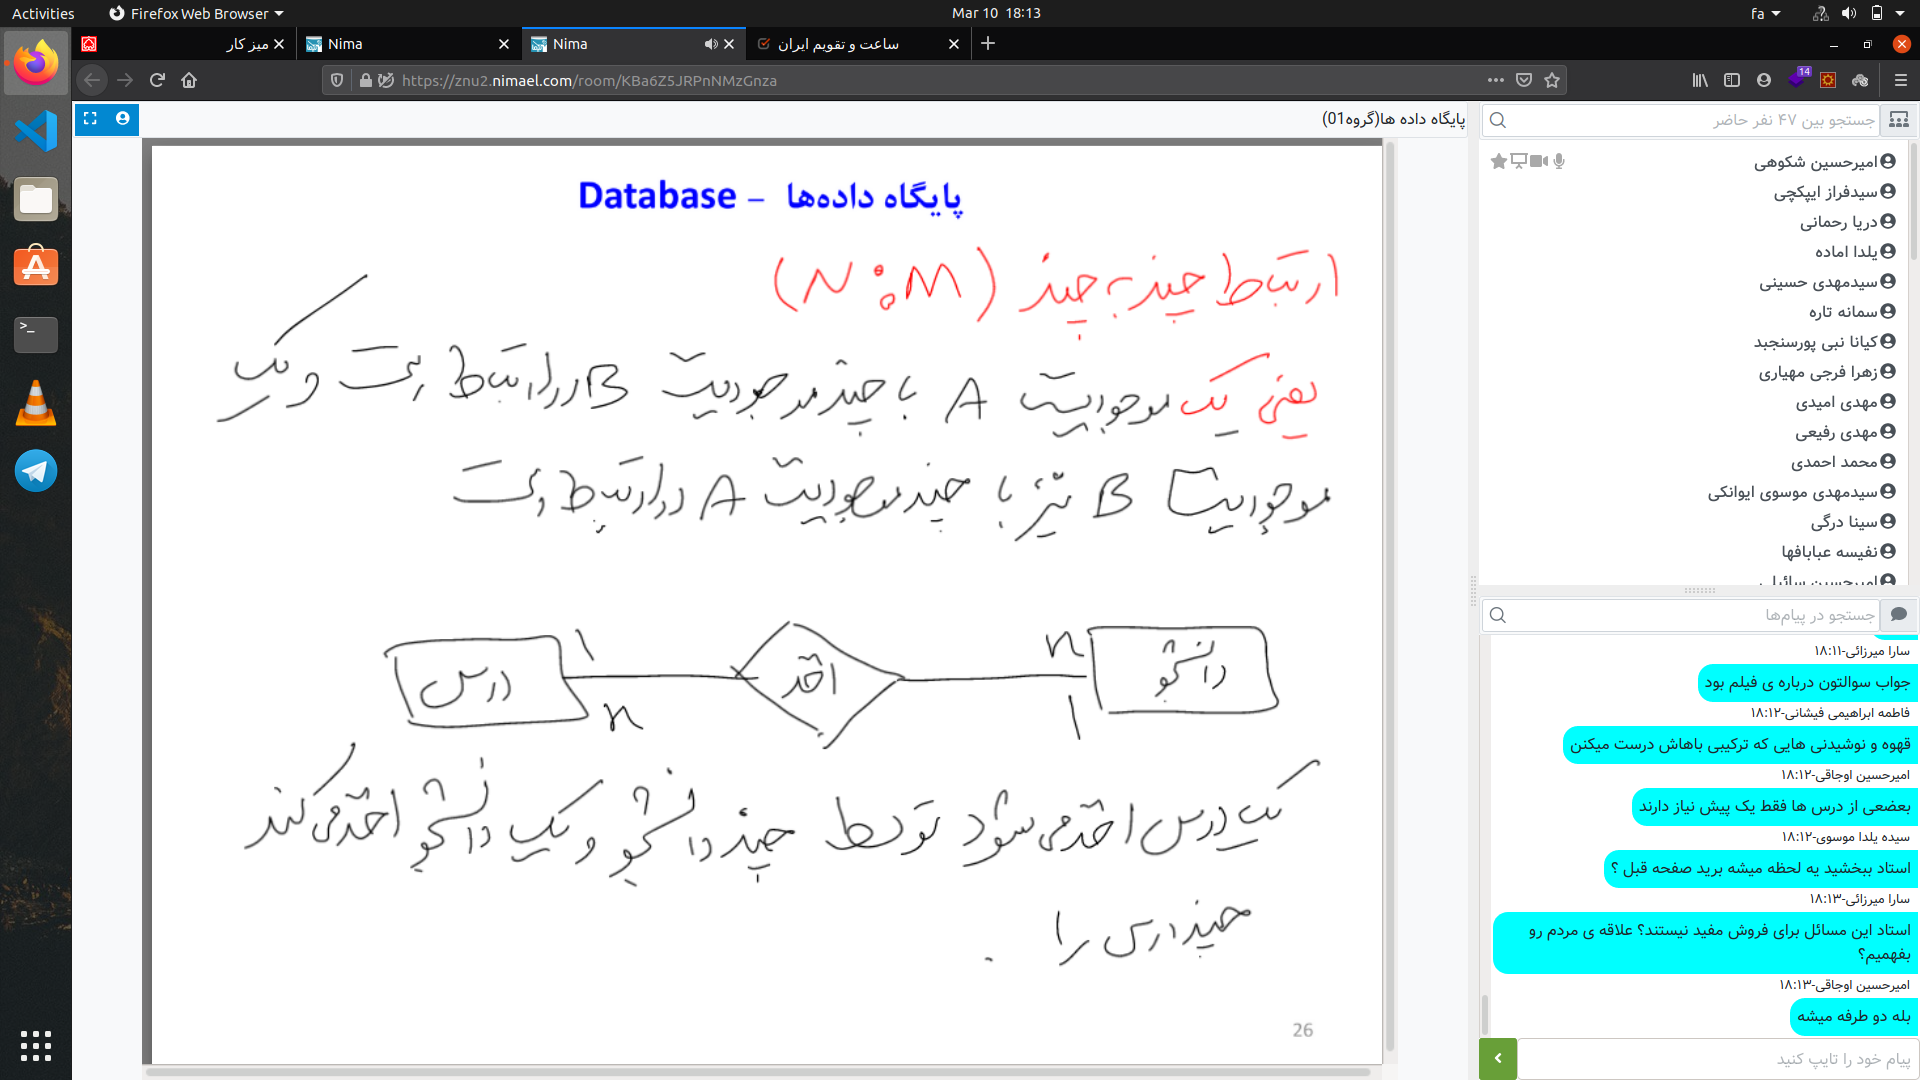 Activities
Firefox Web Browser
Mar 10 18:13
fa
میز کار
Nima
Nima
ساعت و تقویم ایران
https://znu2.nimael.com/room/KBa6Z5JRPnNMzGnza
14
پایگاه داده ها(گروه01)
پایگاه داده‌ها – Database
ارتباط چند به چند (N:M)
یعنی یک موجودیت A با چند موجودیت B در ارتباط است و یک
موجودیت B نیز با چند موجودیت A در ارتباط است
دانشجو
n
1
اخذ
1
n
درس
یک درس اخذ می شود توسط چند دانشجو و یک دانشجو اخذ می کند
چند درس را .
26
جستجو بین ۴۷ نفر حاضر
امیرحسین شکوهی
سیدفراز ایپکچی
دریا رحمانی
یلدا اماده
سیدمهدی حسینی
سمانه تاره
کیانا نبی پورسنجبد
زهرا فرجی مهیاری
مهدی امیدی
مهدی رفیعی
محمد احمدی
سیدمهدی موسوی ایوانکی
سینا درگی
نفیسه عبابافها
جستجو در پیام‌ها
سارا میرزائی-۱۸:۱۱
جواب سوالتون درباره ی فیلم بود
فاطمه ابراهیمی فیشانی-۱۸:۱۲
قهوه و نوشیدنی هایی که ترکیبی باهاش درست میکنن
امیرحسین اوجاقی-۱۸:۱۲
بعضعی از درس ها فقط یک پیش نیاز دارند
سیده یلدا موسوی-۱۸:۱۲
استاد ببخشید یه لحظه میشه برید صفحه قبل ؟
سارا میرزائی-۱۸:۱۳
استاد این مسائل برای فروش مفید نیستند؟ علاقه ی مردم رو
بفهمیم؟
امیرحسین اوجاقی-۱۸:۱۳
بله دو طرفه میشه
پیام خود را تایپ کنید